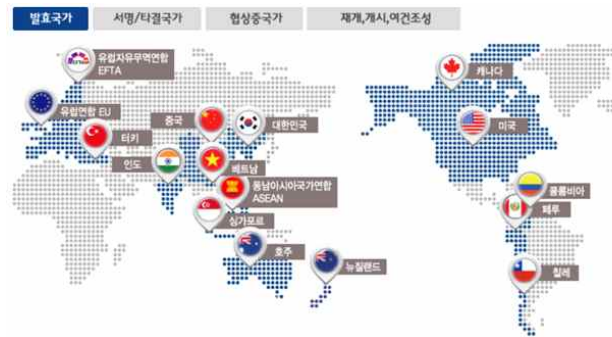 발효국가
서명/타결국가
협상중국가
재개,개시,여건조성
유럽자유무역연합
EFTA
캐나다
유럽연합 EU
중국
대한민국
미국
터키
인도
베트남
동남아시아국가연합
ASEAN
콜롬비아
페루
싱가포르
호주
뉴질랜드
칠레